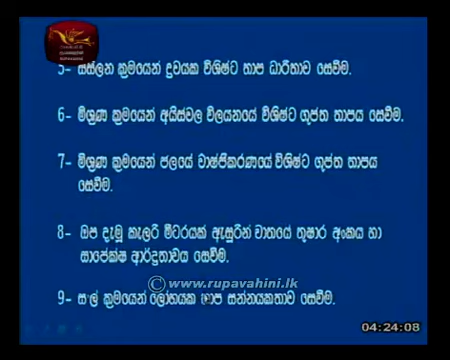 5- සිසිලන ක්‍රමයෙන් ද්‍රවයක විශිෂ්ට තාප ධාරිතාව සෙවීම.
6- මිශ්‍රණ ක්‍රමයෙන් අයිස්වල විලයනයේ විශිෂ්ට ගුප්ත තාපය සෙවීම.
7- මිශ්‍රණ ක්‍රමයෙන් ජලයේ වාෂ්පීකරණයේ විශිෂ්ට ගුප්ත තාපය
සෙවීම.
8- ඔප දැමූ කැලරි මීටරයක් ඇසුරින් වාතයේ තුෂාර අංකය හා
සාපේක්ෂ ආර්ද්‍රතාවය සෙවීම.
©www.rupavahini.lk
9- සල් ක්‍රමයෙන් ලෝහයක තාප සන්නයකතාව සෙවීම.
04:24:08